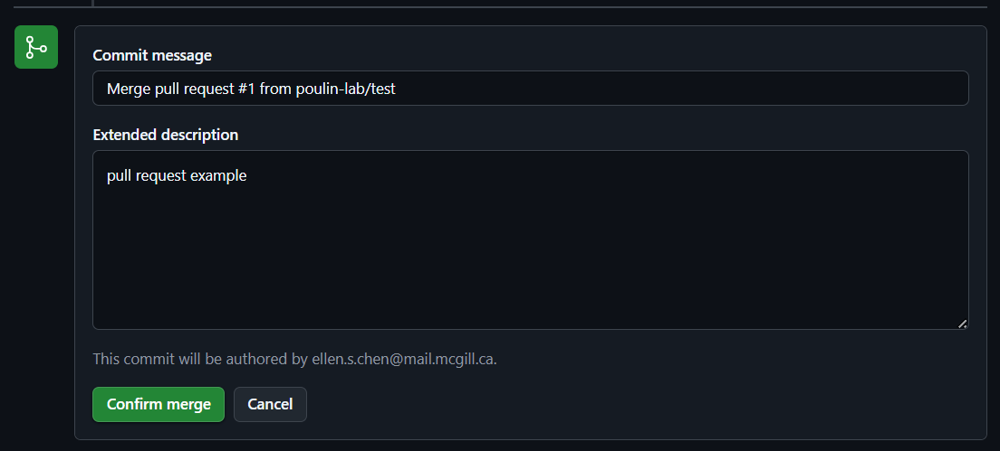 Commit message
Merge pull request #1 from poulin-lab/test
Extended description
pull request example
This commit will be authored by ellen.s.chen@mail.mcgill.ca.
Confirm merge
Cancel